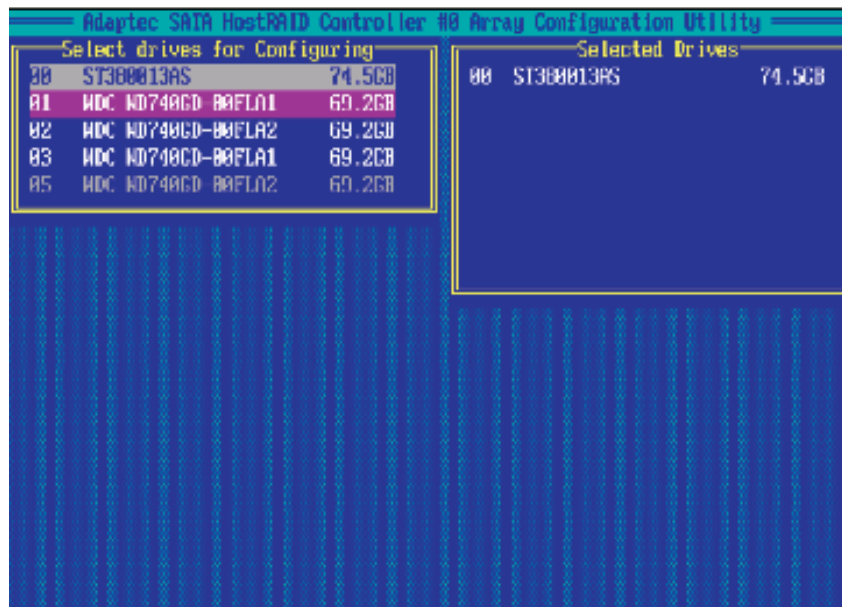 Adaptec SATA HostRAID Controller #0 Array Configuration Utility
Select drives for Configuring
00 ST380013AS 74.5GB
01 WDC WD740GD-00FLA1 69.2GB
02 WDC WD740GD-00FLA2 69.2GB
03 WDC WD740GD-00FLA1 69.2GB
05 WDC WD740GD-00FLA2 69.2GB
Selected Drives
00 ST380013AS 74.5GB